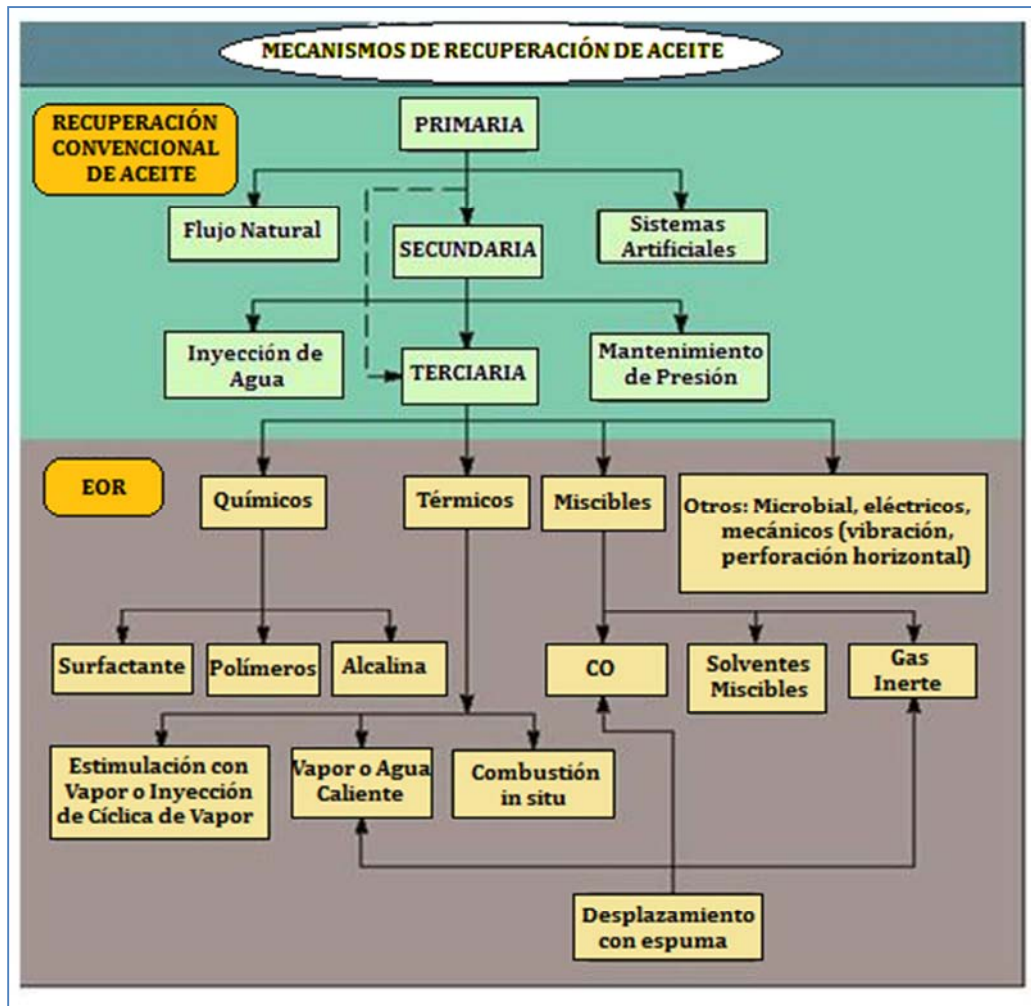 MECANISMOS DE RECUPERACIÓN DE ACEITE
RECUPERACIÓN
CONVENCIONAL
DE ACEITE
PRIMARIA
Flujo Natural
SECUNDARIA
Sistemas
Artificiales
Inyección de
Agua
TERCIARIA
Mantenimiento
de Presión
EOR
Químicos
Térmicos
Miscibles
Otros: Microbial, eléctricos,
mecánicos (vibración,
perforación horizontal)
Surfactante
Polímeros
Alcalina
CO
Solventes
Miscibles
Gas
Inerte
Estimulación con
Vapor o Inyección
de Cíclica de Vapor
Vapor o Agua
Caliente
Combustión
in situ
Desplazamiento
con espuma